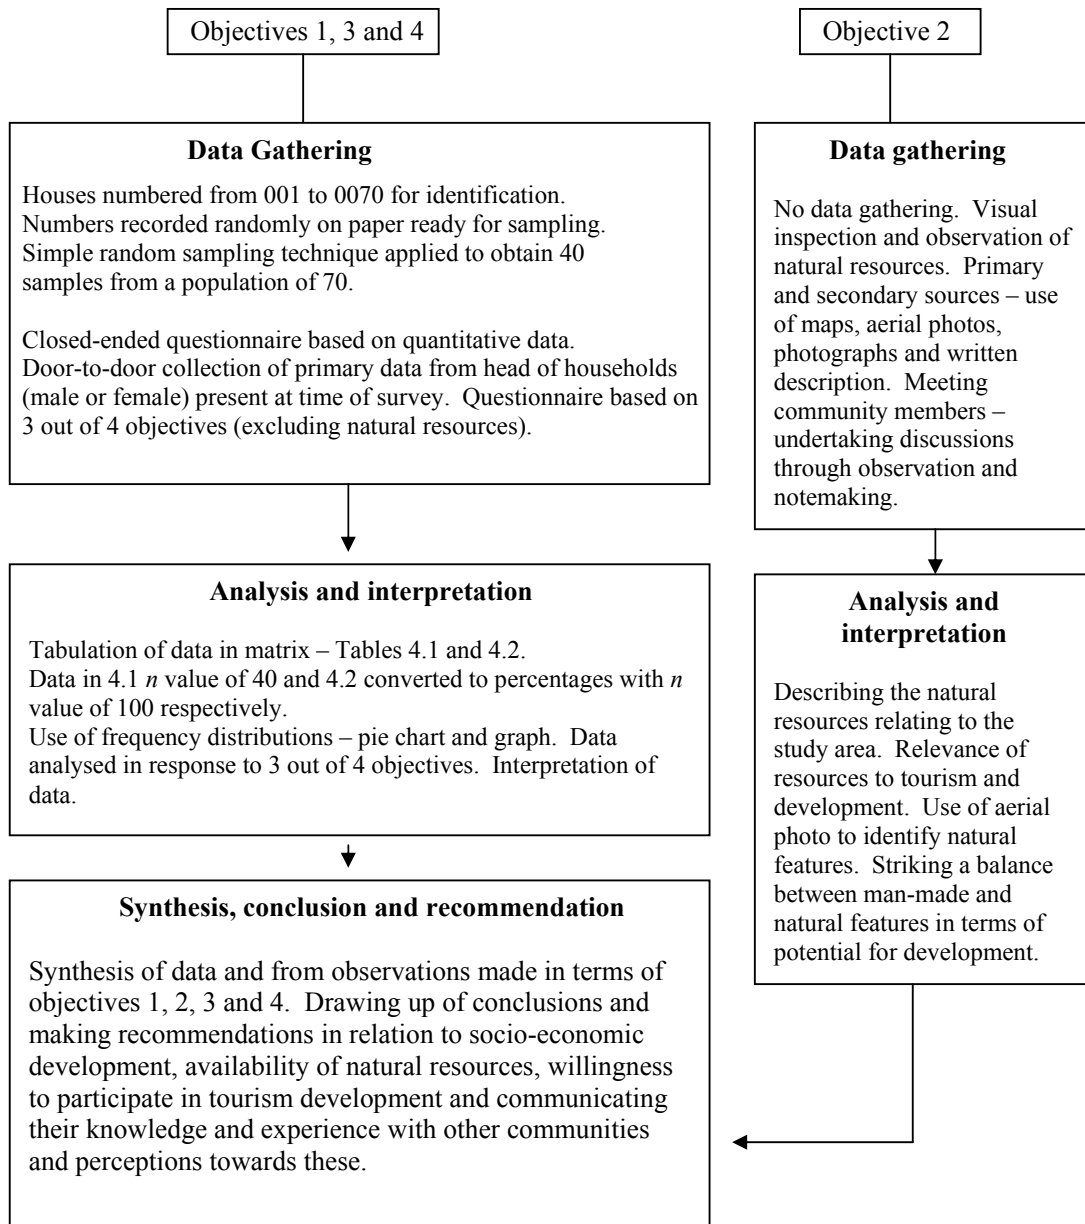 Objectives 1, 3 and 4
Objective 2
Data Gathering
Houses numbered from 001 to 0070 for identification.
Numbers recorded randomly on paper ready for sampling.
Simple random sampling technique applied to obtain 40
samples from a population of 70.
Closed-ended questionnaire based on quantitative data.
Door-to-door collection of primary data from head of households
(male or female) present at time of survey.  Questionnaire based on
3 out of 4 objectives (excluding natural resources).
Data gathering
No data gathering.  Visual
inspection and observation of
natural resources.  Primary
and secondary sources – use
of maps, aerial photos,
photographs and written
description.  Meeting
community members –
undertaking discussions
through observation and
notemaking.
Analysis and interpretation
Tabulation of data in matrix – Tables 4.1 and 4.2.
Data in 4.1 n value of 40 and 4.2 converted to percentages with n
value of 100 respectively.
Use of frequency distributions – pie chart and graph.  Data
analysed in response to 3 out of 4 objectives.  Interpretation of
data.
Analysis and
interpretation
Describing the natural
resources relating to the
study area.  Relevance of
resources to tourism and
development.  Use of aerial
photo to identify natural
features.  Striking a balance
between man-made and
natural features in terms of
potential for development.
Synthesis, conclusion and recommendation
Synthesis of data and from observations made in terms of
objectives 1, 2, 3 and 4.  Drawing up of conclusions and
making recommendations in relation to socio-economic
development, availability of natural resources, willingness
to participate in tourism development and communicating
their knowledge and experience with other communities
and perceptions towards these.